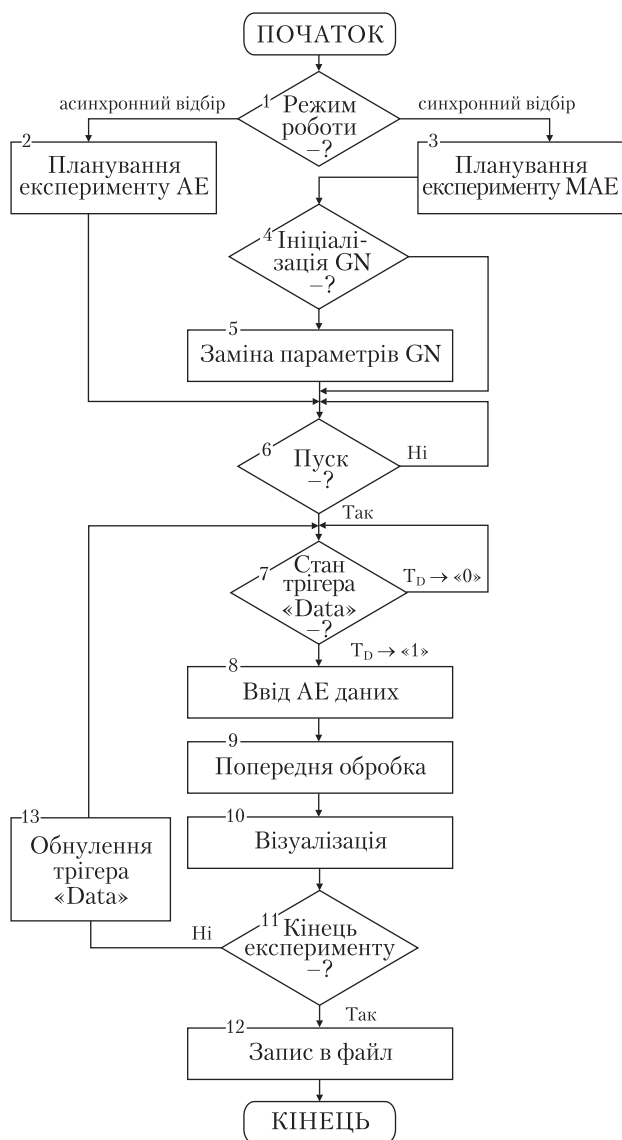 ПОЧАТОК
асинхронний відбір
1
Режим
роботи
–?
синхронний відбір
2
Планування
експерименту АЕ
3
Планування
експерименту МАЕ
4
Ініціалі-
зація GN
–?
5
Заміна параметрів GN
6
Пуск
–?
Ні
Так
7
Стан
трігера
«Data»
–?
T_D → «0»
T_D → «1»
8
Ввід АЕ даних
9
Попередня обробка
10
Візуалізація
13
Обнулення
трігера
«Data»
11
Кінець
експерименту
–?
Ні
Так
12
Запис в файл
КІНЕЦЬ